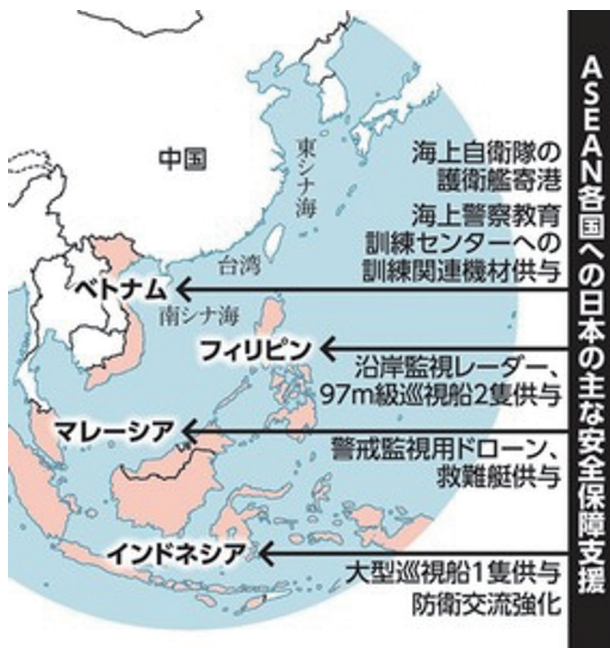 ASEAN各国への日本の主な安全保障支援
中国
東シナ海
台湾
南シナ海
海上自衛隊の
護衛艦寄港
海上警察教育
訓練センターへの
訓練関連機材供与
ベトナム
フィリピン
沿岸監視レーダー、
97m級巡視船2隻供与
マレーシア
警戒監視用ドローン、
救難艇供与
インドネシア
大型巡視船1隻供与
防衛交流強化